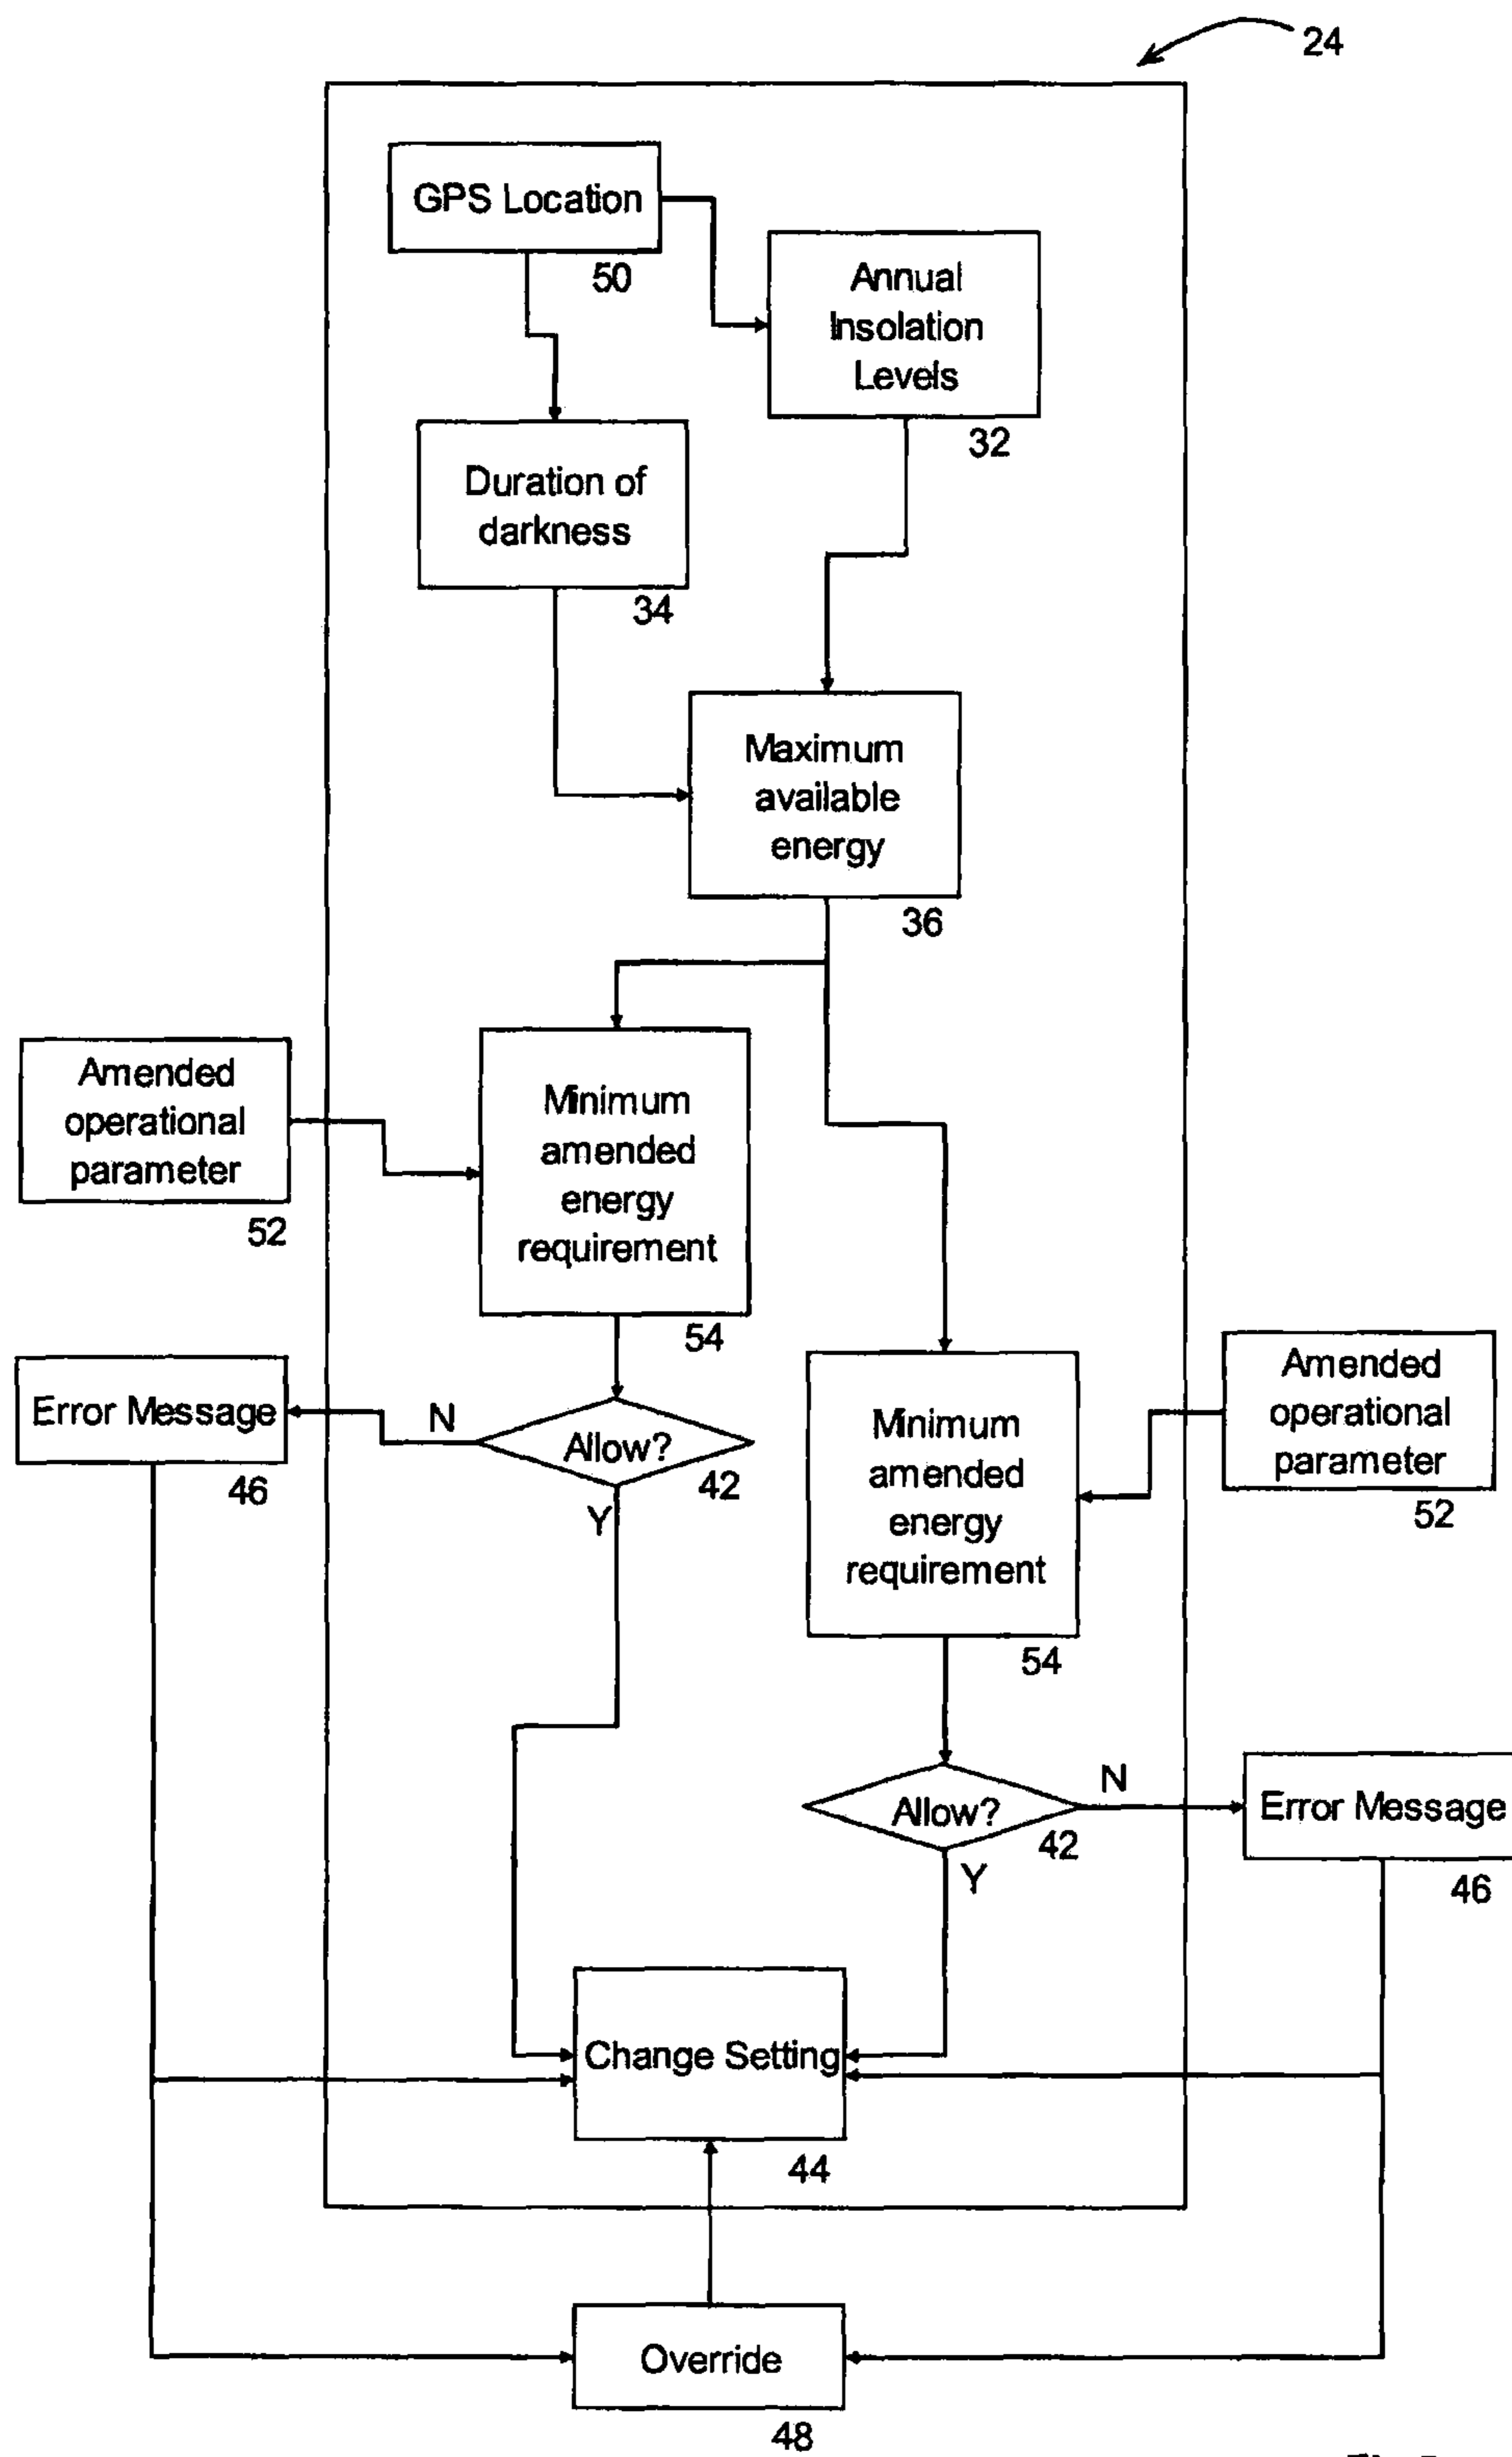 24
GPS Location
50
Annual
Insolation
Levels
32
Duration of
darkness
34
Maximum
available
energy
36
Amended
operational
parameter
52
Minimum
amended
energy
requirement
54
Error Message
46
N
Allow?
42
Y
Minimum
amended
energy
requirement
54
Amended
operational
parameter
52
Allow?
42
N
Y
Error Message
46
Change Setting
44
Override
48